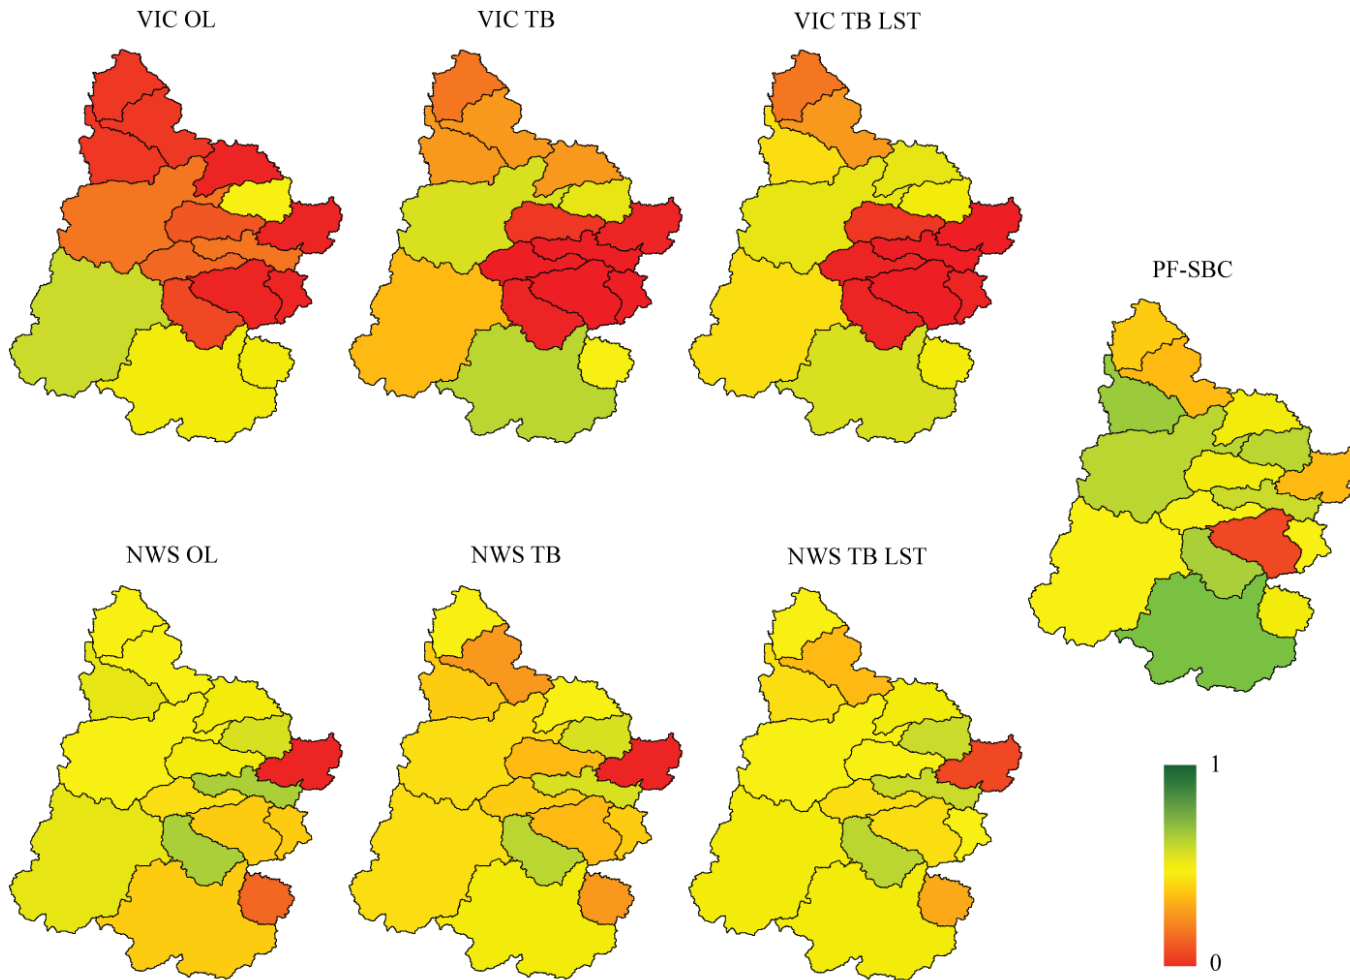 VIC OL
VIC TB
VIC TB LST
PF-SBC
NWS OL
NWS TB
NWS TB LST
1
0